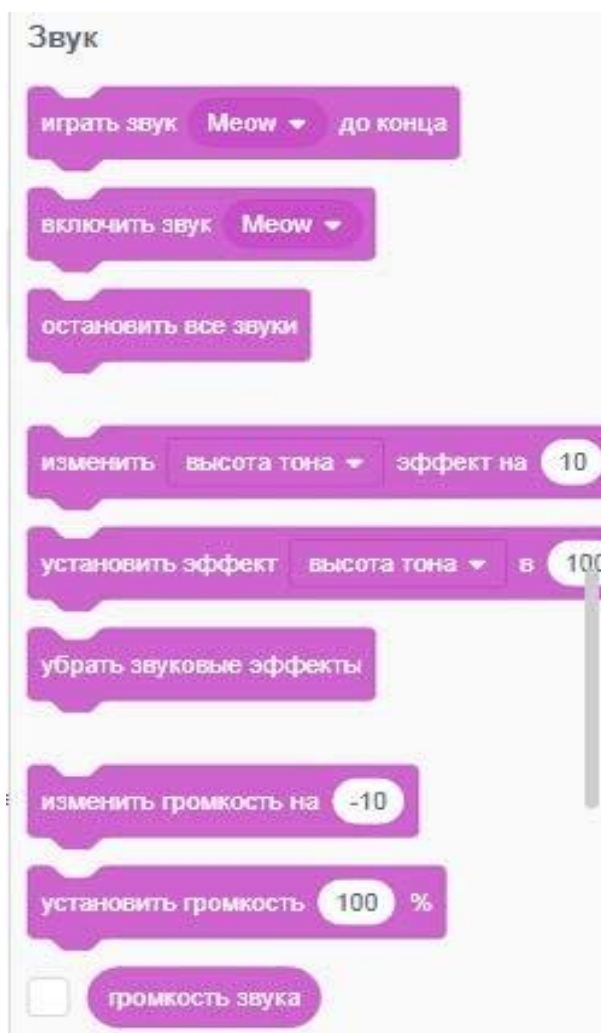 Звук
играть звук Meow до конца
включить звук Meow
остановить все звуки
изменить высота тона эффект на 10
установить эффект высота тона в 100
убрать звуковые эффекты
изменить громкость на -10
установить громкость 100 %
громкость звука